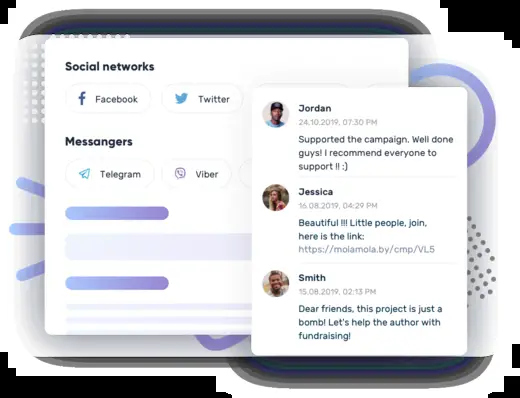 Social networks
Facebook
Twitter
Messangers
Telegram
Viber
Jordan
24.10.2019, 07:30 PM
Supported the campaign. Well done
guys! I recommend everyone to
support !! :)
Jessica
16.08.2019, 04:29 PM
Beautiful !!! Little people, join,
here is the link:
https://molamola.by/cmp/VL5
Smith
15.08.2019, 02:13 PM
Dear friends, this project is just a
bomb! Let's help the author with
fundraising!